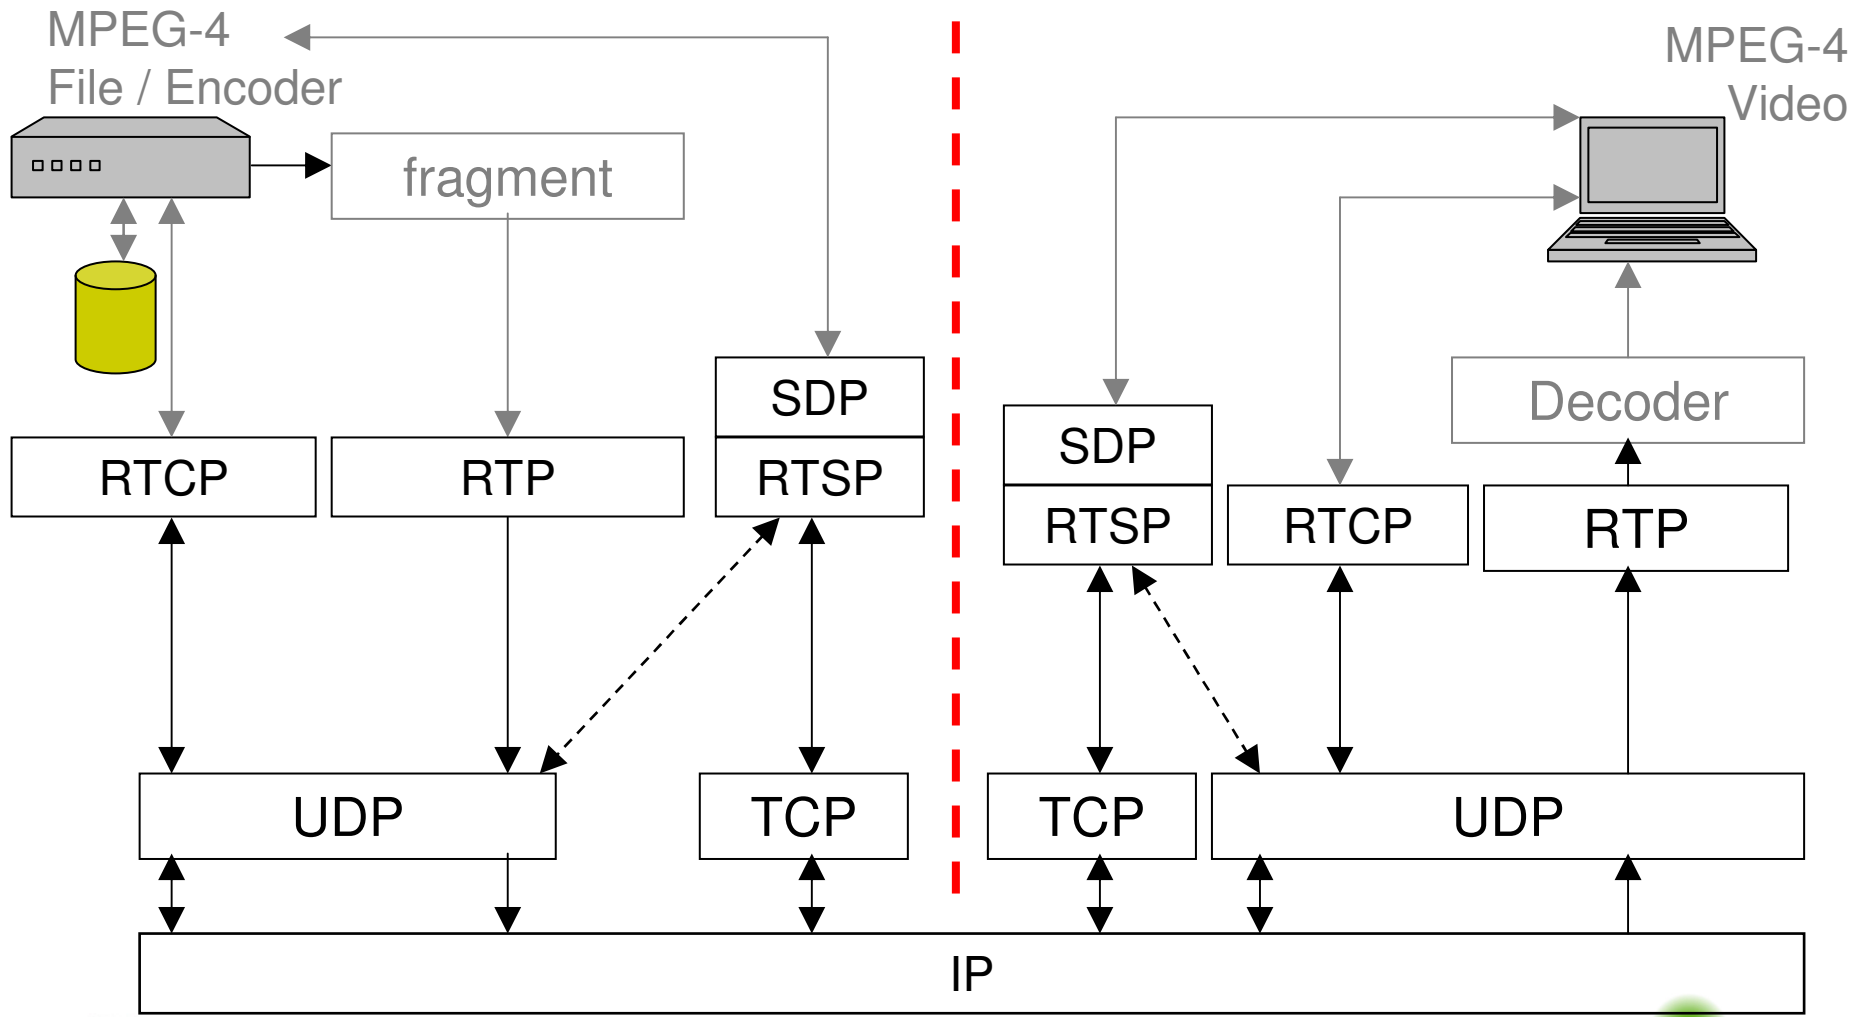 MPEG-4
File / Encoder
MPEG-4
Video
fragment
SDP
Decoder
SDP
RTCP
RTP
RTSP
RTSP
RTCP
RTP
UDP
TCP
TCP
UDP
IP